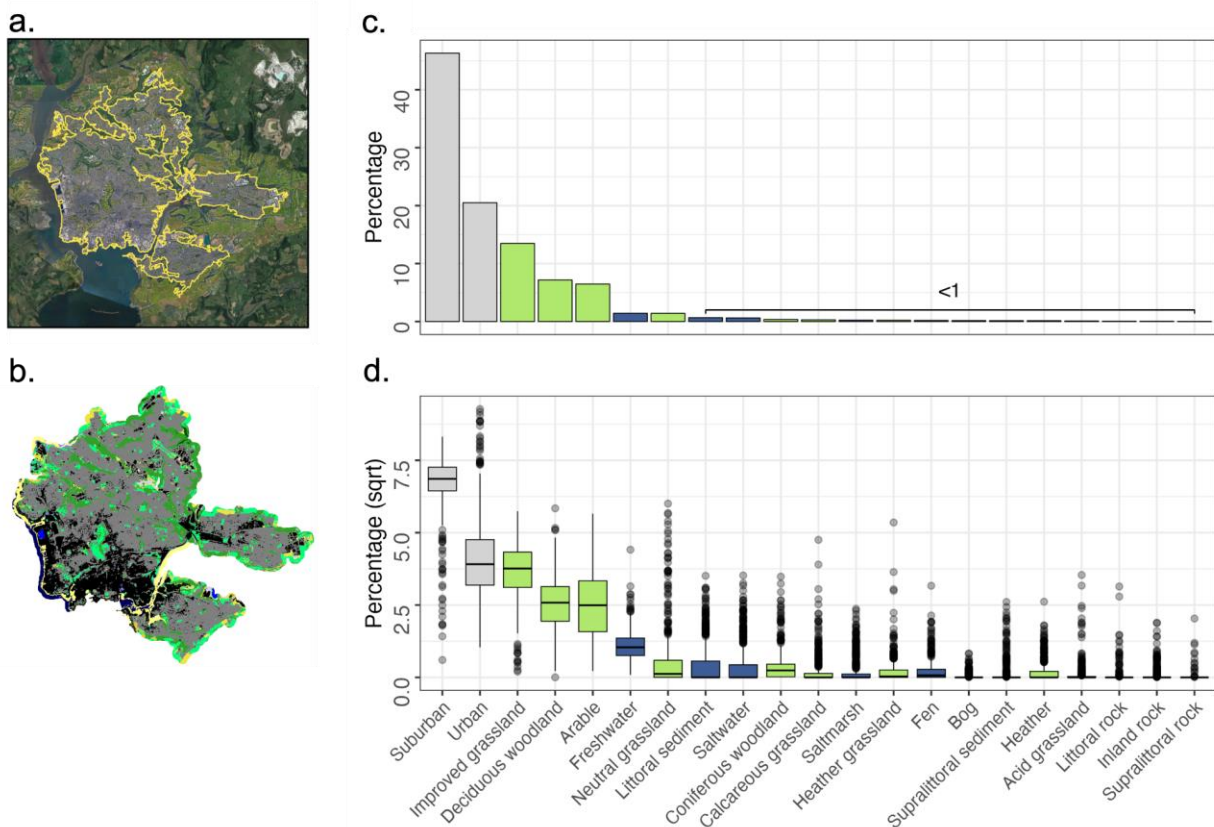 a.
c.
Percentage
40
30
20
10
0
<1
b.
d.
Percentage (sqrt)
7.5
5.0
2.5
0.0
Suburban
Urban
Improved grassland
Deciduous woodland
Arable
Freshwater
Neutral grassland
Littoral sediment
Saltwater
Coniferous woodland
Calcareous grassland
Saltmarsh
Heather grassland
Fen
Bog
Supralittoral sediment
Heather
Acid grassland
Littoral rock
Inland rock
Supralittoral rock